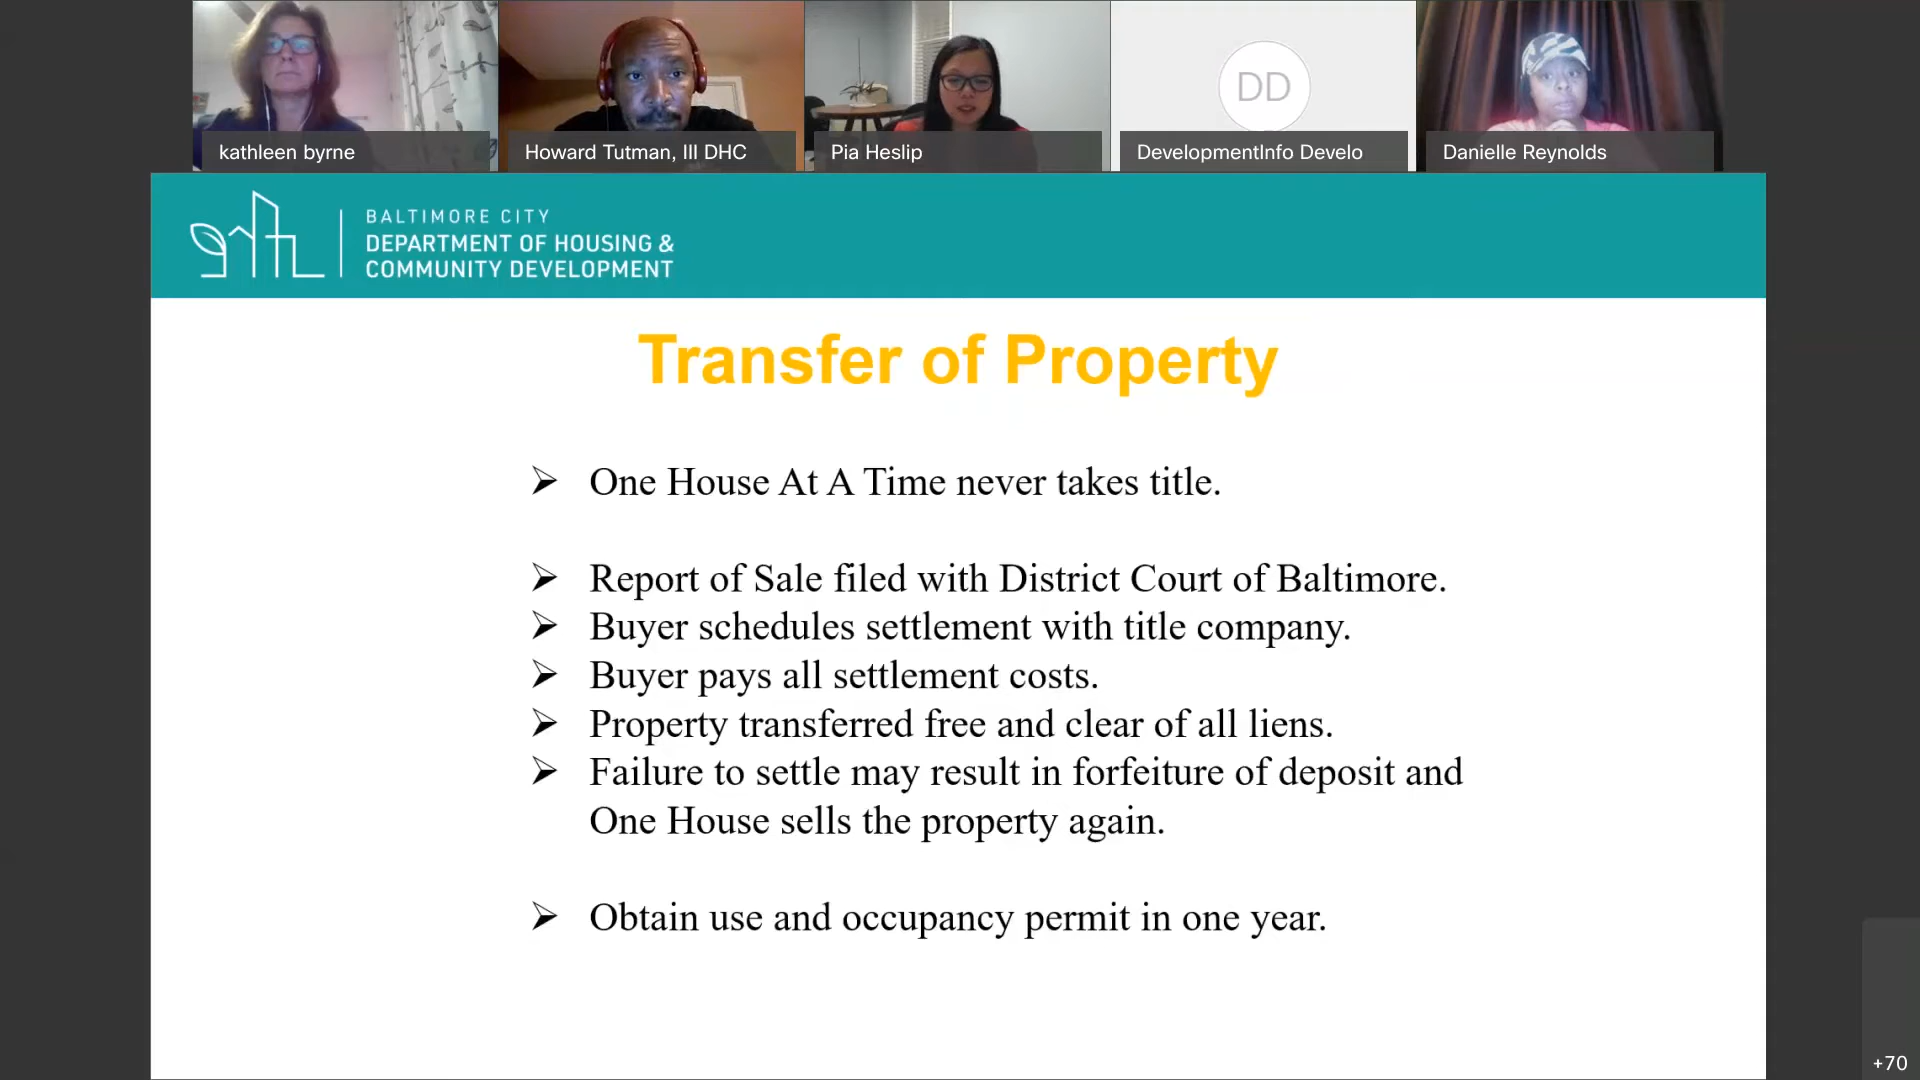 kathleen byrne
Howard Tutman, III DHC
Pia Heslip
DD
DevelopmentInfo Develo
Danielle Reynolds
BALTIMORE CITY
DEPARTMENT OF HOUSING &
COMMUNITY DEVELOPMENT
Transfer of Property
➢ One House At A Time never takes title.
➢ Report of Sale filed with District Court of Baltimore.
➢ Buyer schedules settlement with title company.
➢ Buyer pays all settlement costs.
➢ Property transferred free and clear of all liens.
➢ Failure to settle may result in forfeiture of deposit and
One House sells the property again.
➢ Obtain use and occupancy permit in one year.
+70